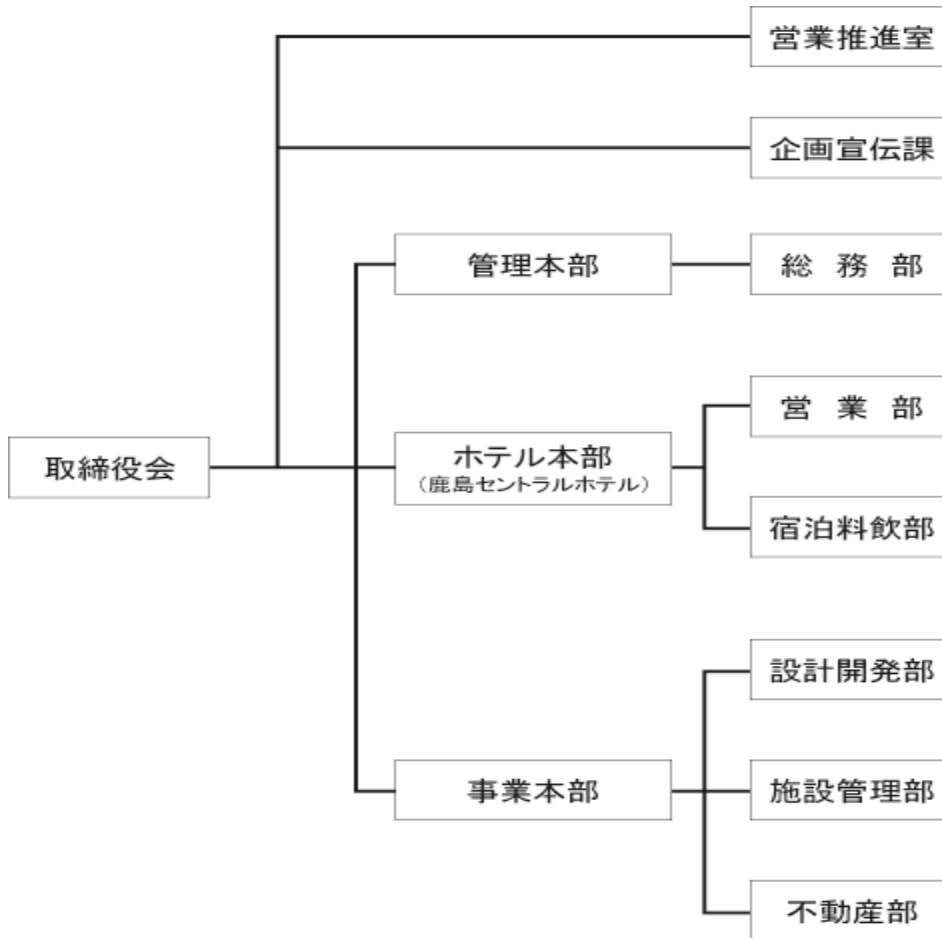 営業推進室
企画宣伝課
管理本部
総務部
取締役会
ホテル本部
（鹿島セントラルホテル）
営業部
宿泊料飲部
設計開発部
事業本部
施設管理部
不動産部